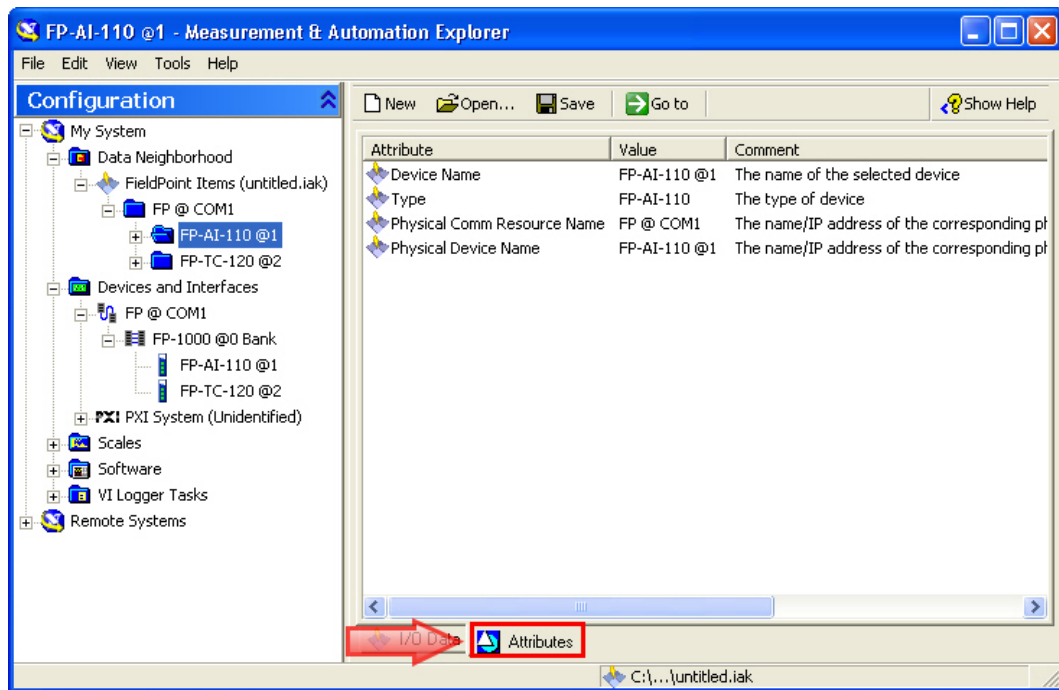 FP-AI-110 @1 - Measurement & Automation Explorer
File Edit View Tools Help
Configuration
My System
Data Neighborhood
FieldPoint Items (untitled.iak)
FP @ COM1
FP-AI-110 @1
FP-TC-120 @2
Devices and Interfaces
FP @ COM1
FP-1000 @0 Bank
FP-AI-110 @1
FP-TC-120 @2
PXI PXI System (Unidentified)
Scales
Software
VI Logger Tasks
Remote Systems
New Open... Save Go to Show Help
Attribute Value Comment
Device Name FP-AI-110 @1 The name of the selected device
Type FP-AI-110 The type of device
Physical Comm Resource Name FP @ COM1 The name/IP address of the corresponding ph
Physical Device Name FP-AI-110 @1 The name/IP address of the corresponding ph
I/O Data Attributes
C:\...\untitled.iak